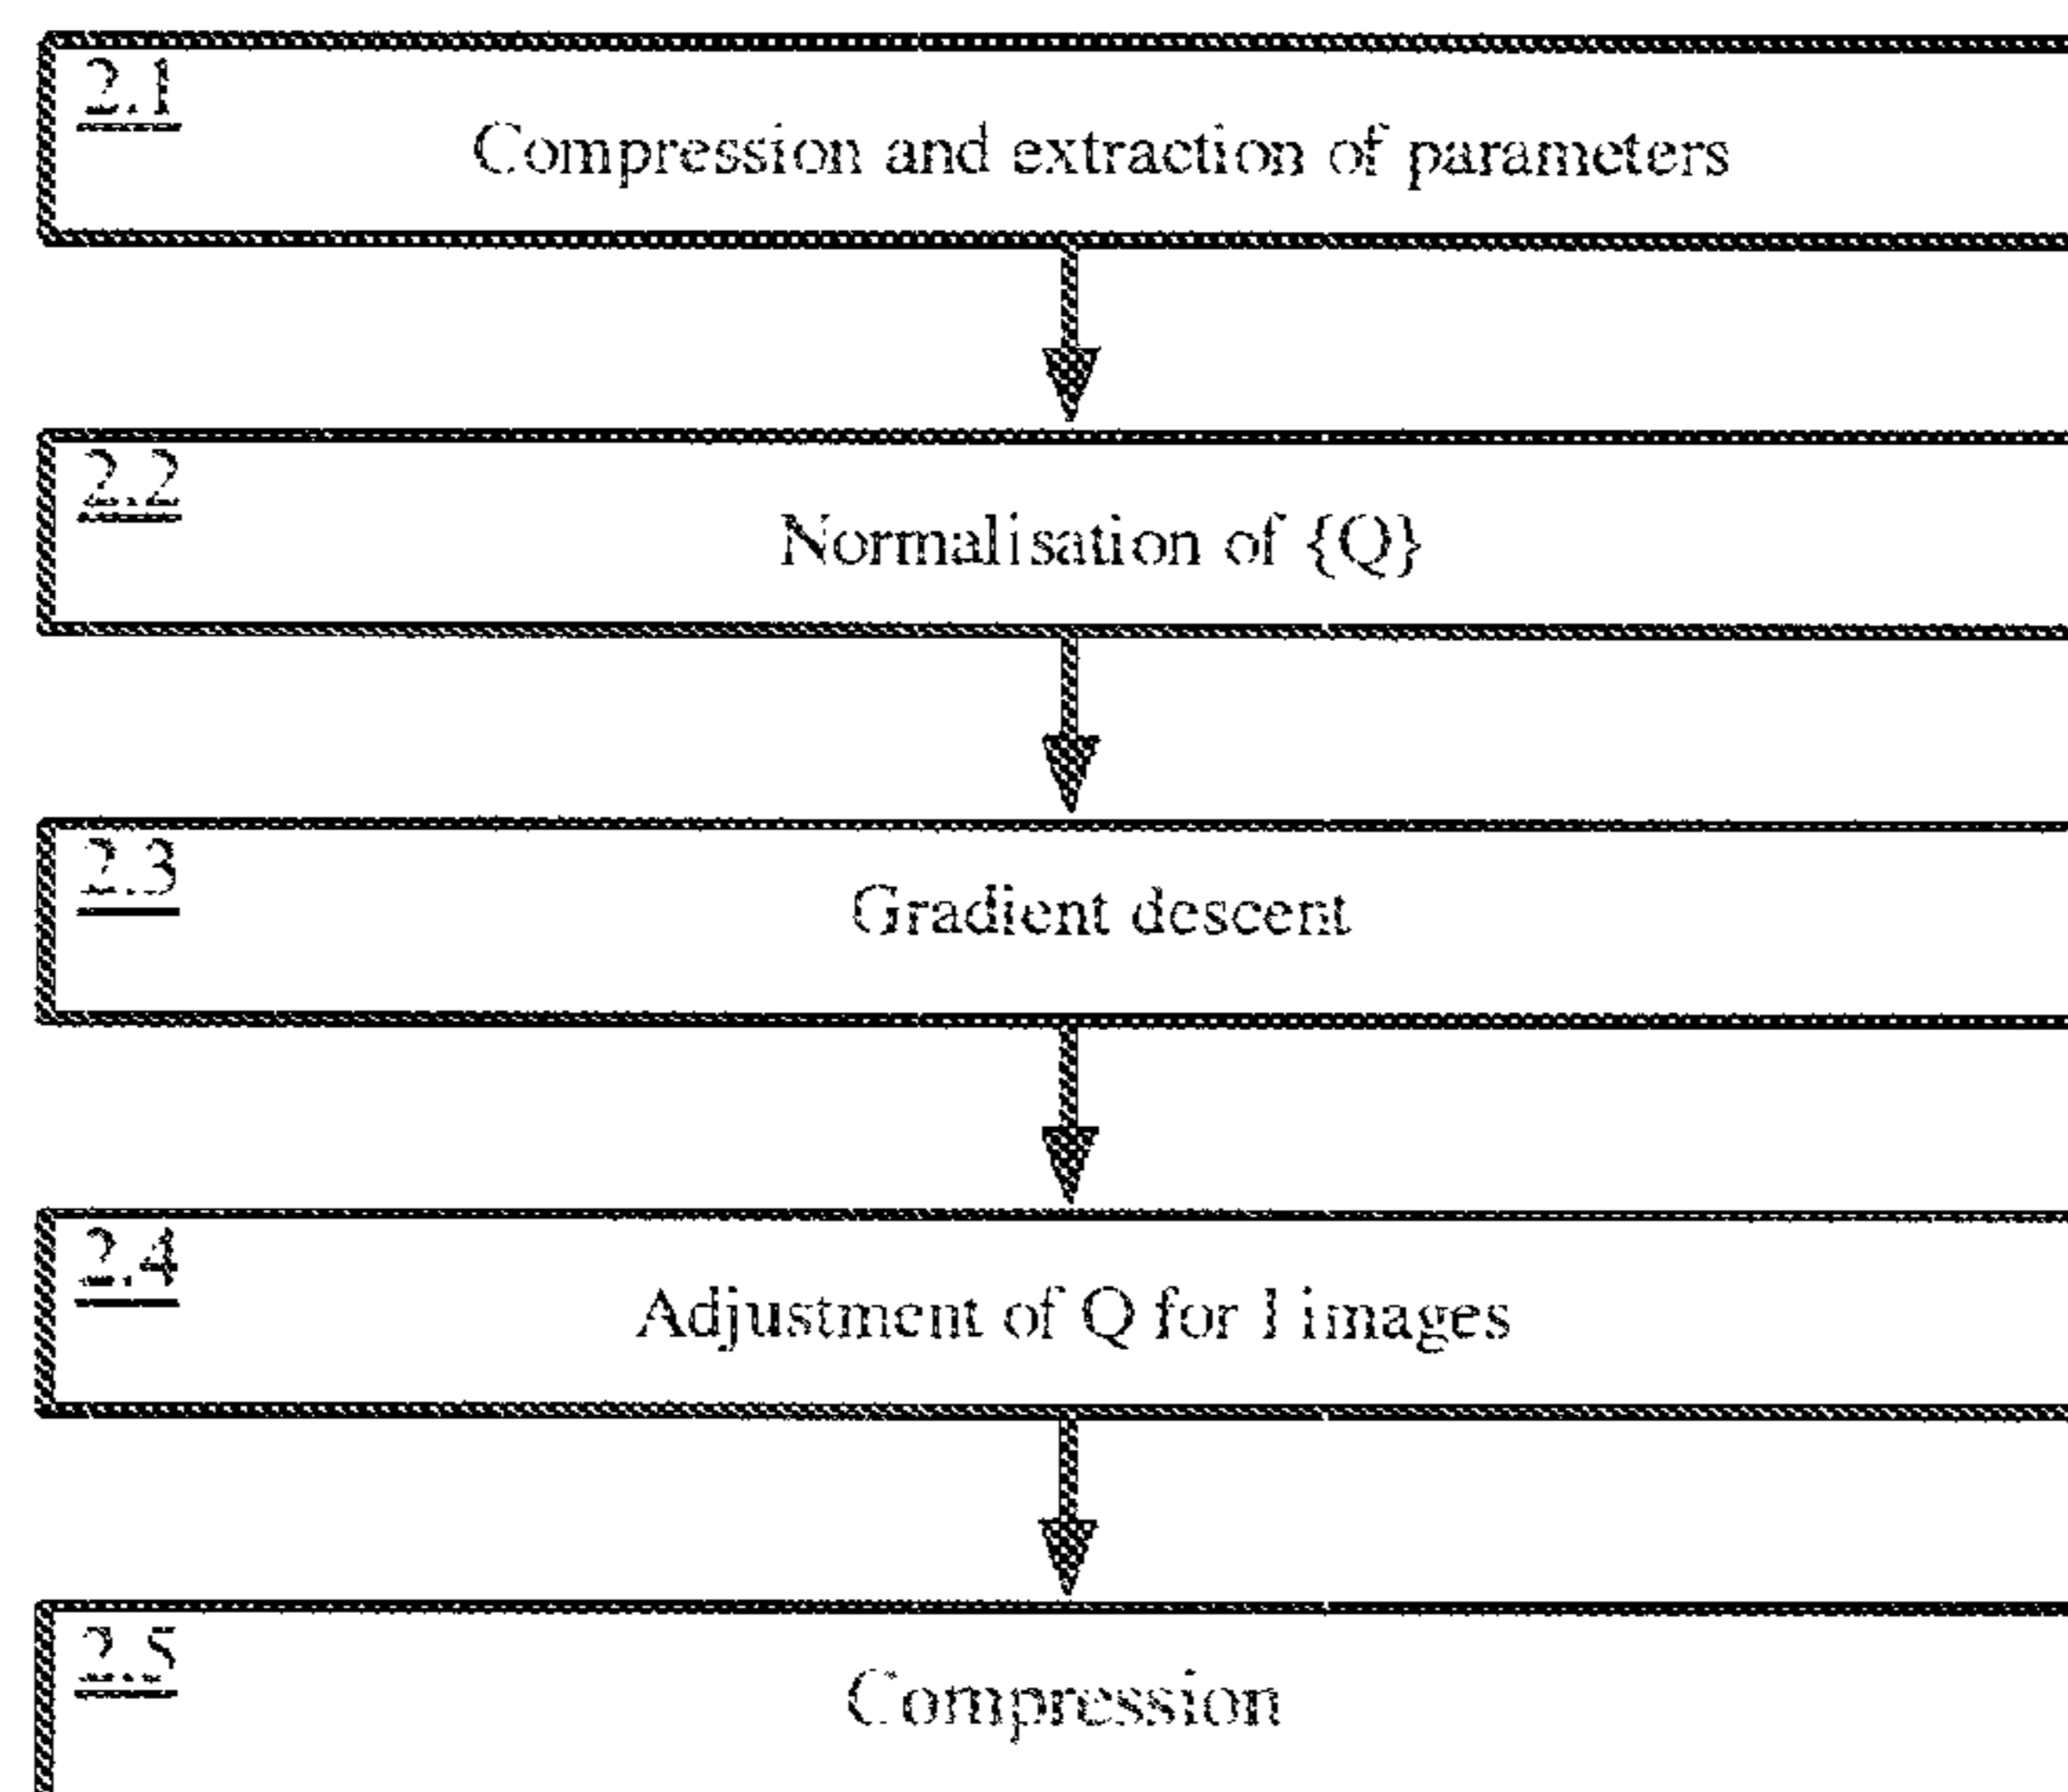 2.1
Compression and extraction of parameters
2.2
Normalisation of {Q}
2.3
Gradient descent
2.4
Adjustment of Q for I images
2.5
Compression